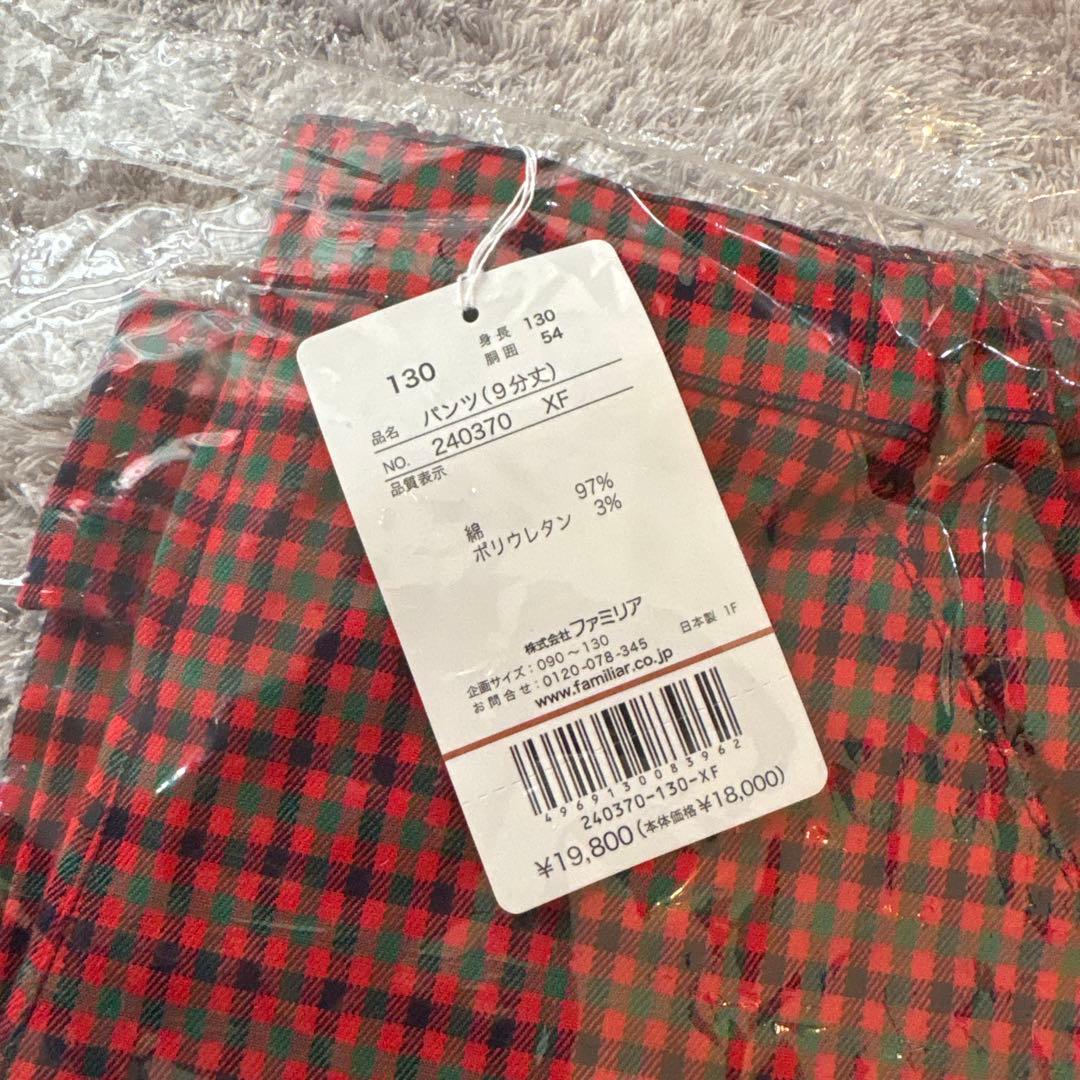 130
身長 130
胴囲 54
品名 パンツ(9分丈)
NO. 240370 XF
品質表示
綿 97%
ポリウレタン 3%
株式会社ファミリア
企画サイズ:090〜130 日本製 1F
お問合せ:0120-078-345
www.familiar.co.jp
4969130083962
240370-130-XF
¥19,800(本体価格¥18,000)